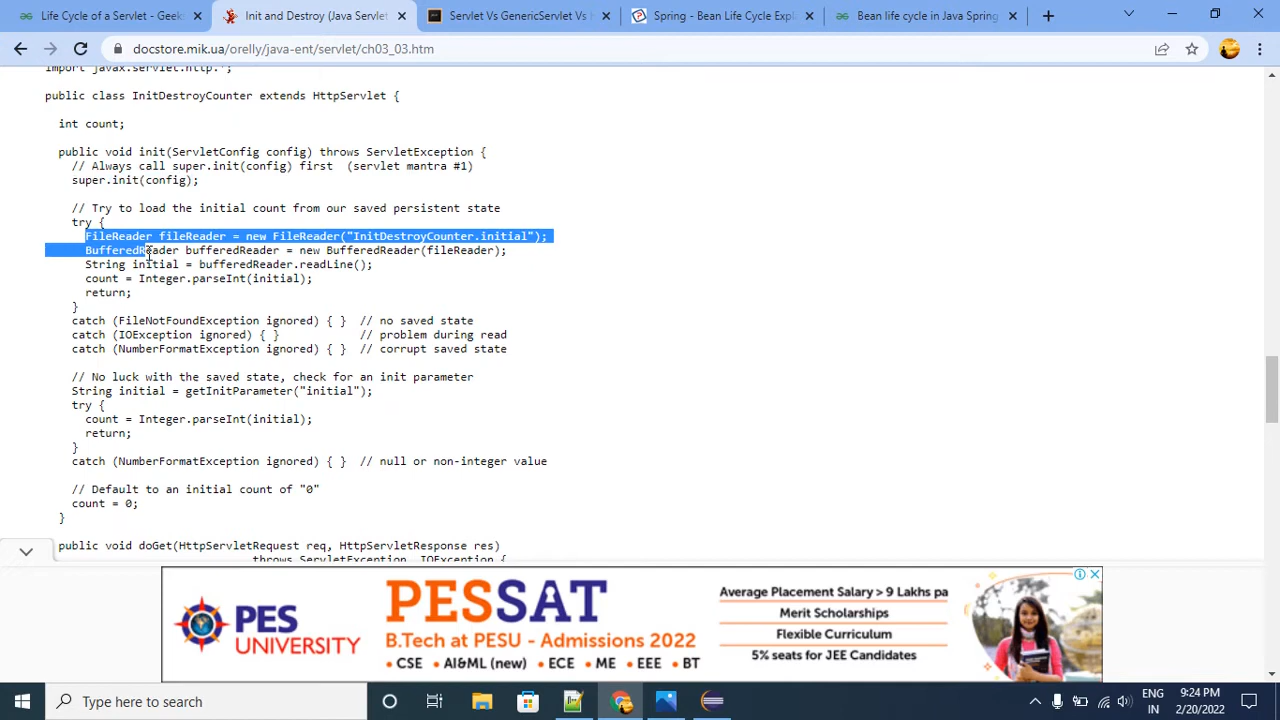 Life Cycle of a Servlet - Geeks
Init and Destroy (Java Servlet
Servlet Vs GenericServlet Vs H
Spring - Bean Life Cycle Expl
Bean life cycle in Java Spring
docstore.mik.ua/orelly/java-ent/servlet/ch03_03.htm
import javax.servlet.http.*;
public class InitDestroyCounter extends HttpServlet {
int count;
public void init(ServletConfig config) throws ServletException {
// Always call super.init(config) first  (servlet mantra #1)
super.init(config);
// Try to load the initial count from our saved persistent state
try {
FileReader fileReader = new FileReader("InitDestroyCounter.initial");
BufferedReader bufferedReader = new BufferedReader(fileReader);
String initial = bufferedReader.readLine();
count = Integer.parseInt(initial);
return;
}
catch (FileNotFoundException ignored) { }  // no saved state
catch (IOException ignored) { }            // problem during read
catch (NumberFormatException ignored) { }  // corrupt saved state
// No luck with the saved state, check for an init parameter
String initial = getInitParameter("initial");
try {
count = Integer.parseInt(initial);
return;
}
catch (NumberFormatException ignored) { }  // null or non-integer value
// Default to an initial count of "0"
count = 0;
}
public void doGet(HttpServletRequest req, HttpServletResponse res)
throws ServletException, IOException {
PES
UNIVERSITY
PESSAT
B.Tech at PESU - Admissions 2022
• CSE • AI&ML (new) • ECE • ME • EEE • BT
Average Placement Salary > 9 Lakhs pa
Merit Scholarships
Flexible Curriculum
5% seats for JEE Candidates
Type here to search
ENG
IN
9:24 PM
2/20/2022